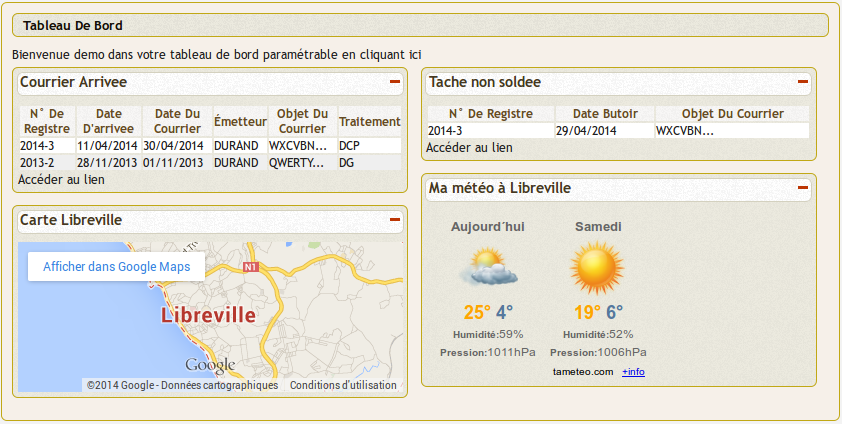 Tableau De Bord
Bienvenue demo dans votre tableau de bord paramétrable en cliquant ici
Courrier Arrivee
N° De Registre Date D'arrivee Date Du Courrier Émetteur Objet Du Courrier Traitement
2014-3 11/04/2014 30/04/2014 DURAND WXCVBN... DCP
2013-2 28/11/2013 01/11/2013 DURAND QWERTY... DG
Accéder au lien
Carte Libreville
Afficher dans Google Maps
N1
Libreville
Google
©2014 Google - Données cartographiques Conditions d'utilisation
Tache non soldee
N° De Registre Date Butoir Objet Du Courrier
2014-3 29/04/2014 WXCVBN...
Accéder au lien
Ma météo à Libreville
Aujourd´hui Samedi
25° 4° 19° 6°
Humidité:59% Humidité:52%
Pression:1011hPa Pression:1006hPa
tameteo.com +info